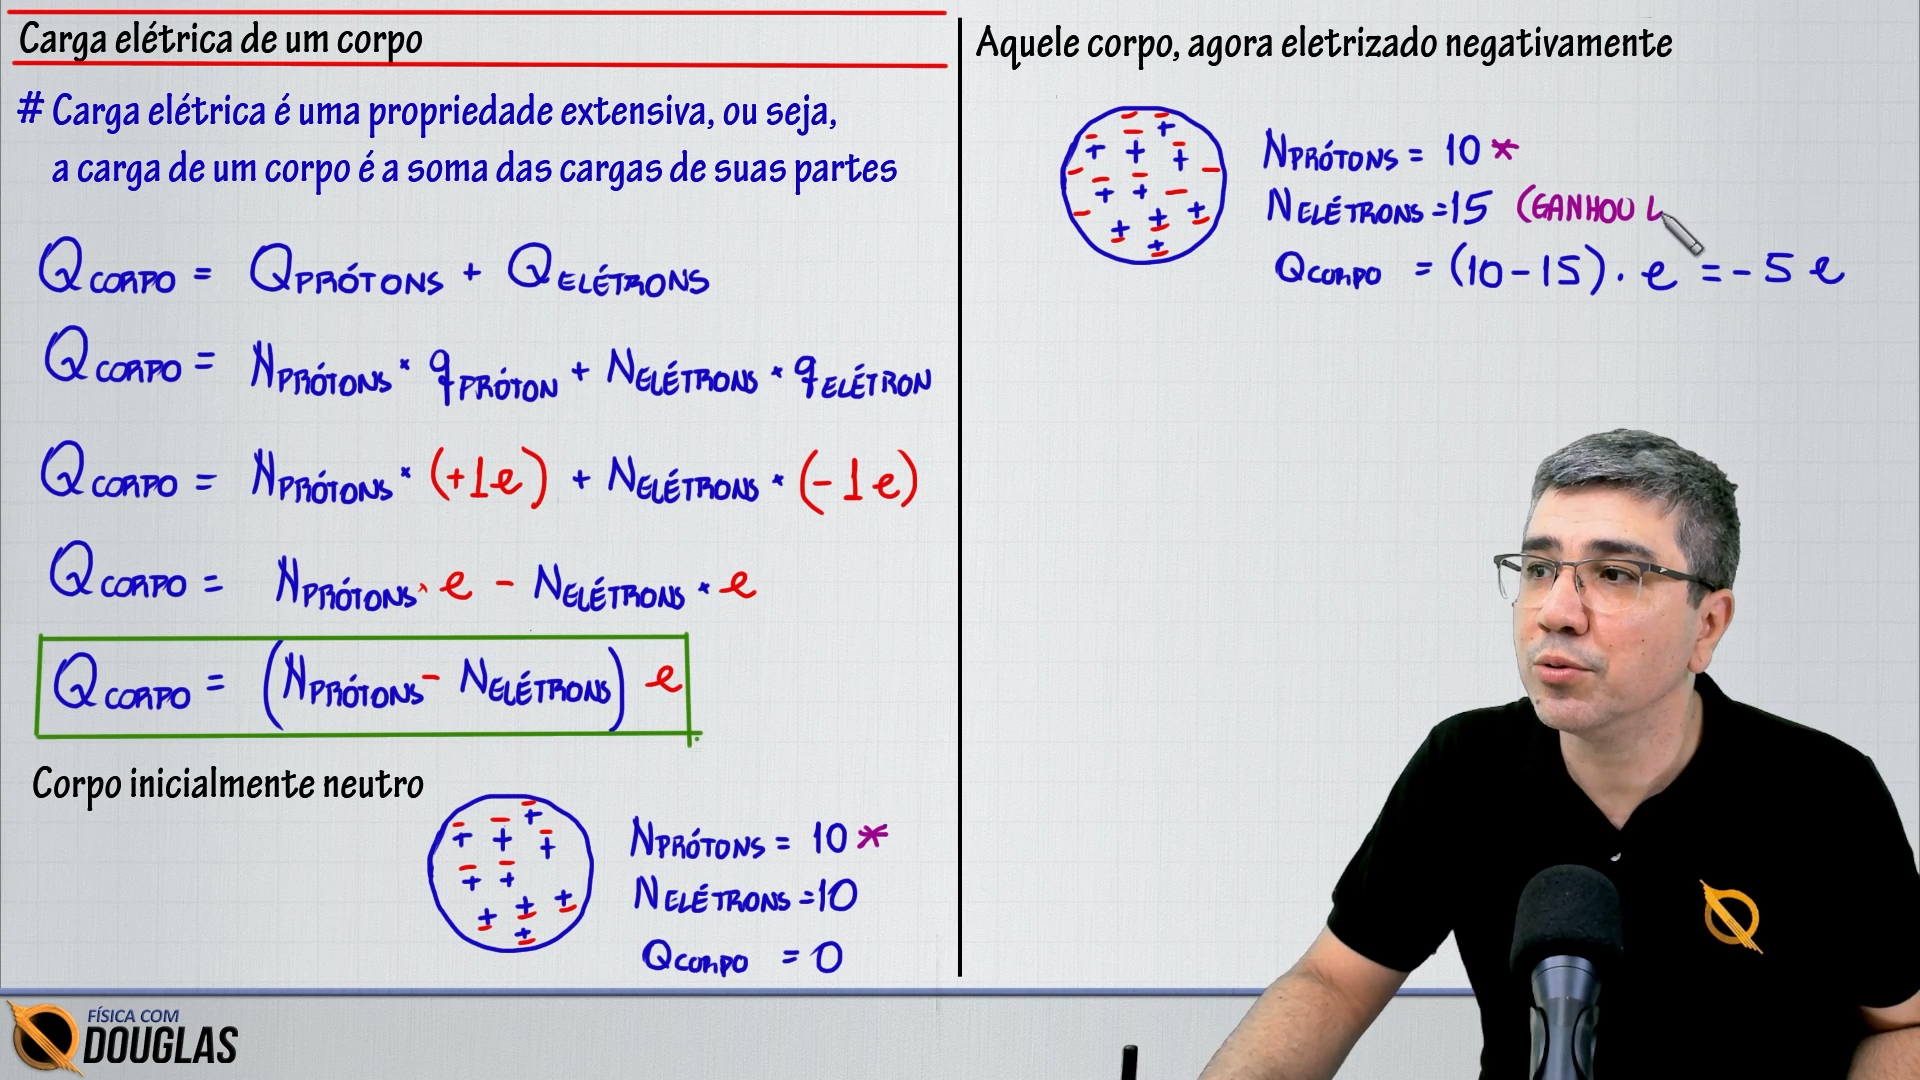 Carga elétrica de um corpo
# Carga elétrica é uma propriedade extensiva, ou seja,
a carga de um corpo é a soma das cargas de suas partes
QCORPO = QPRÓTONS + QELÉTRONS
QCORPO = NPRÓTONS · qPRÓTON + NELÉTRONS · qELÉTRON
QCORPO = NPRÓTONS · (+1e) + NELÉTRONS · (-1e)
QCORPO = NPRÓTONS · e - NELÉTRONS · e
QCORPO = (NPRÓTONS - NELÉTRONS) e
Corpo inicialmente neutro
NPRÓTONS = 10 *
NELÉTRONS = 10
QCORPO = 0
Aquele corpo, agora eletrizado negativamente
NPRÓTONS = 10 *
NELÉTRONS = 15 (GANHOU
QCORPO = (10-15) · e = -5 e
FÍSICA COM
DOUGLAS